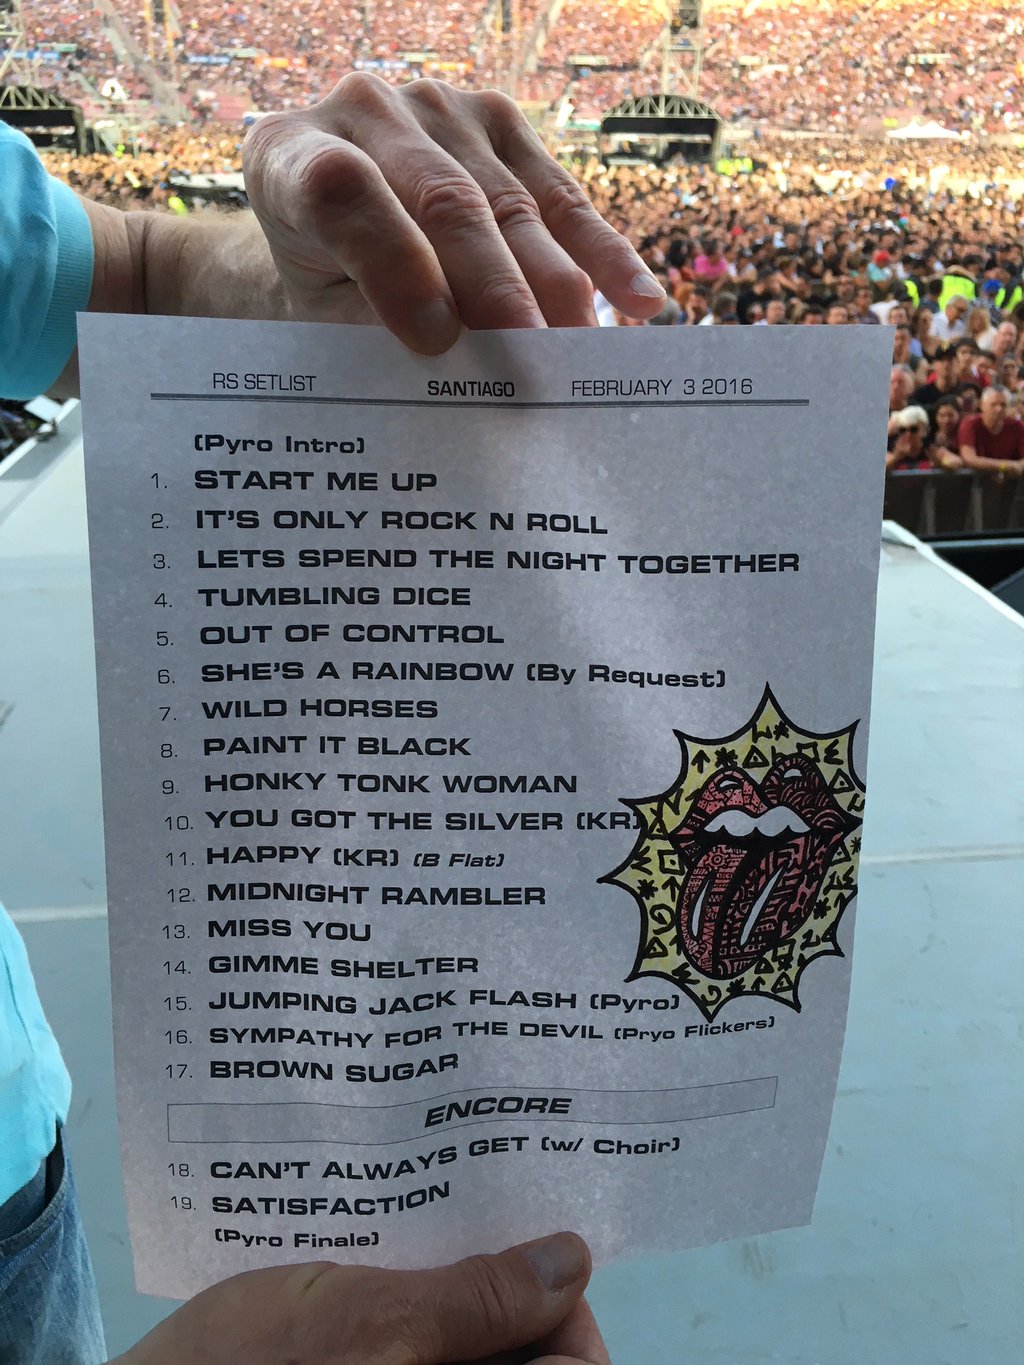 RS SETLIST SANTIAGO FEBRUARY 3 2016
(Pyro Intro)
1. START ME UP
2. IT'S ONLY ROCK N ROLL
3. LETS SPEND THE NIGHT TOGETHER
4. TUMBLING DICE
5. OUT OF CONTROL
6. SHE'S A RAINBOW (By Request)
7. WILD HORSES
8. PAINT IT BLACK
9. HONKY TONK WOMAN
10. YOU GOT THE SILVER (KR)
11. HAPPY (KR) (B Flat)
12. MIDNIGHT RAMBLER
13. MISS YOU
14. GIMME SHELTER
15. JUMPING JACK FLASH (Pyro)
16. SYMPATHY FOR THE DEVIL (Pryo Flickers)
17. BROWN SUGAR
ENCORE
18. CAN'T ALWAYS GET (w/ Choir)
19. SATISFACTION
(Pyro Finale)